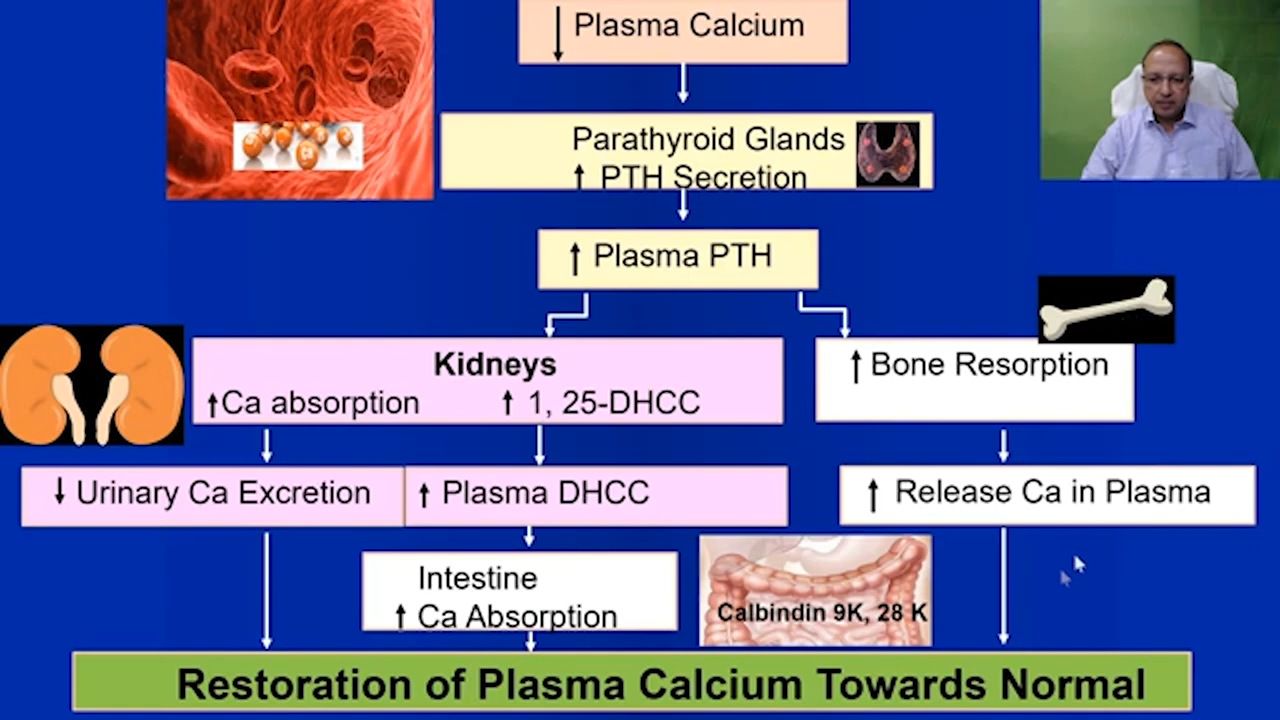 ↓ Plasma Calcium
Parathyroid Glands
↑ PTH Secretion
↑ Plasma PTH
Kidneys
↑Ca absorption ↑ 1, 25-DHCC
↑ Bone Resorption
↓ Urinary Ca Excretion
↑ Plasma DHCC
↑ Release Ca in Plasma
Intestine
↑ Ca Absorption
Calbindin 9K, 28 K
Restoration of Plasma Calcium Towards Normal